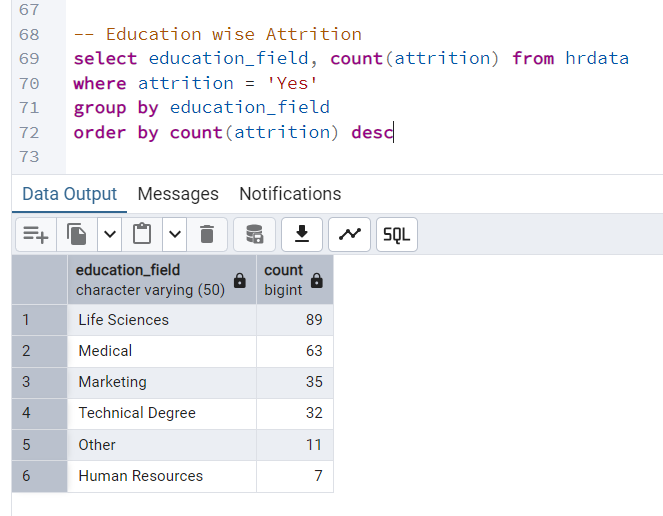 67
68 -- Education wise Attrition
69 select education_field, count(attrition) from hrdata
70 where attrition = 'Yes'
71 group by education_field
72 order by count(attrition) desc
73
Data Output Messages Notifications
SQL
education_field count
character varying (50) bigint
1 Life Sciences 89
2 Medical 63
3 Marketing 35
4 Technical Degree 32
5 Other 11
6 Human Resources 7